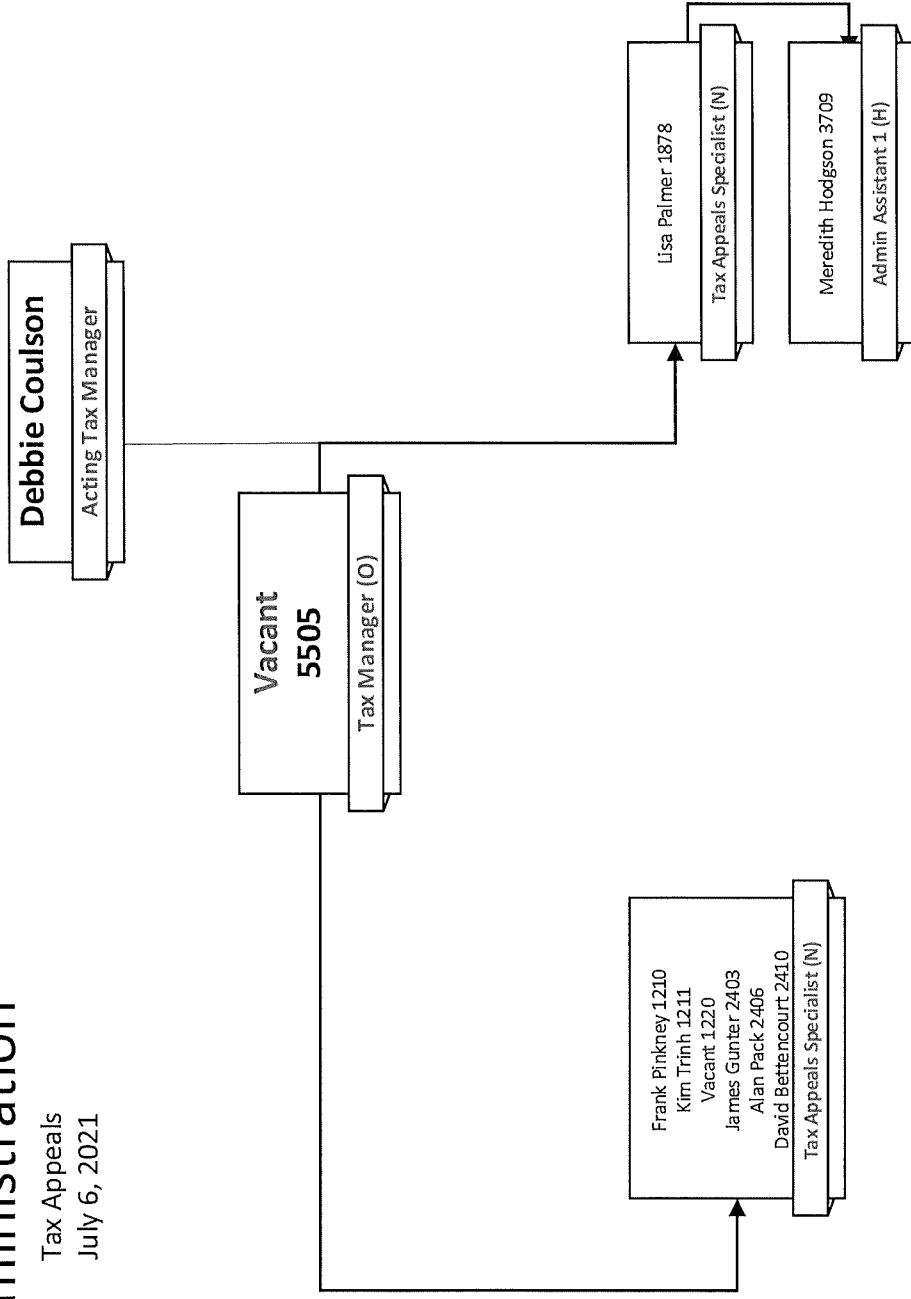 Tax Appeals
July 6, 2021
Debbie Coulson
Acting Tax Manager
Vacant
5505
Tax Manager (O)
Frank Pinkney 1210
Kim Trinh 1211
Vacant 1220
James Gunter 2403
Alan Pack 2406
David Bettencourt 2410
Tax Appeals Specialist (N)
Lisa Palmer 1878
Tax Appeals Specialist (N)
Meredith Hodgson 3709
Admin Assistant 1 (H)